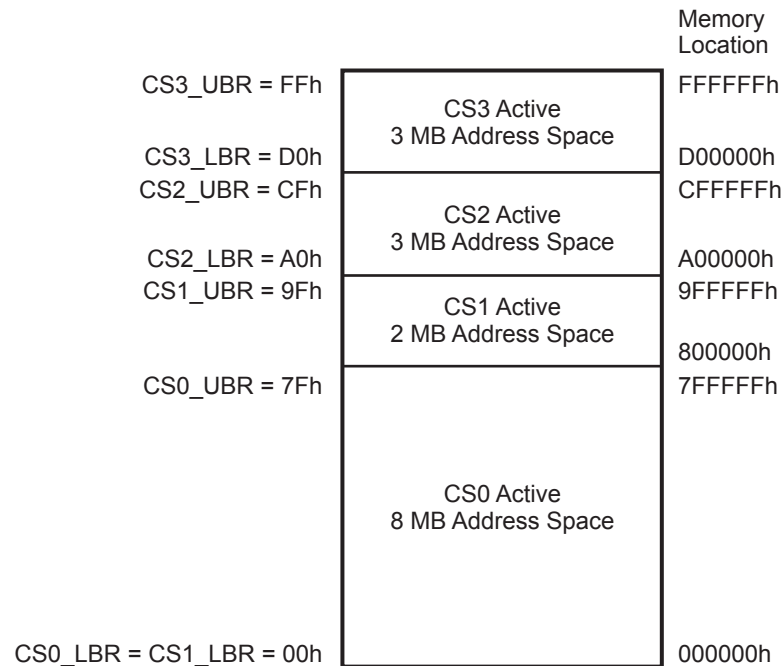 Memory
Location
CS3_UBR = FFh
FFFFFFh
CS3 Active
3 MB Address Space
CS3_LBR = D0h
D00000h
CS2_UBR = CFh
CFFFFFh
CS2 Active
3 MB Address Space
CS2_LBR = A0h
A00000h
CS1_UBR = 9Fh
9FFFFFh
CS1 Active
2 MB Address Space
800000h
CS0_UBR = 7Fh
7FFFFFh
CS0 Active
8 MB Address Space
CS0_LBR = CS1_LBR = 00h
000000h